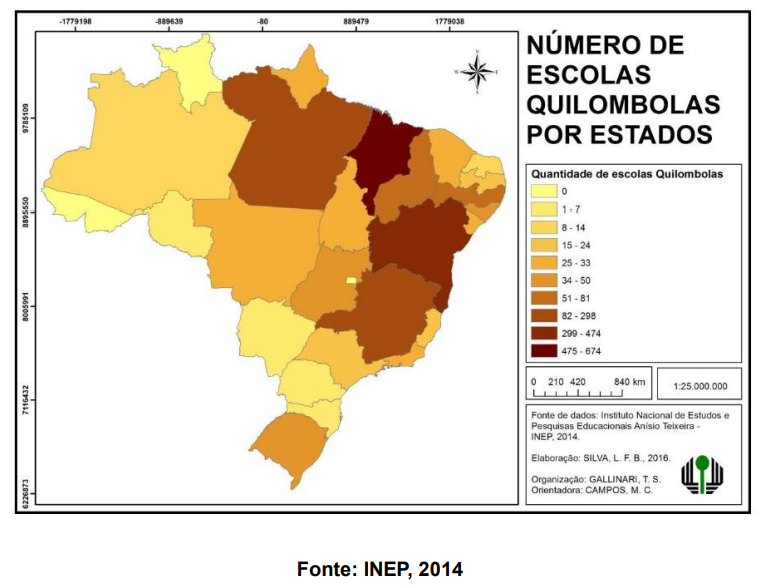 -1779198 -889639 -80 889479 1779038
NÚMERO DE
ESCOLAS
QUILOMBOLAS
POR ESTADOS
N
W E
S
9785109
8895550
8005991
7116432
6226873
Quantidade de escolas Quilombolas
0
1 - 7
8 - 14
15 - 24
25 - 33
34 - 50
51 - 81
82 - 298
299 - 474
475 - 674
0 210 420 840 km
1:25.000.000
Fonte de dados: Instituto Nacional de Estudos e
Pesquisas Educacionais Anísio Teixeira -
INEP, 2014.
Elaboração: SILVA, L. F. B., 2016.
Organização: GALLINARI, T. S.
Orientadora: CAMPOS, M. C.
Fonte: INEP, 2014